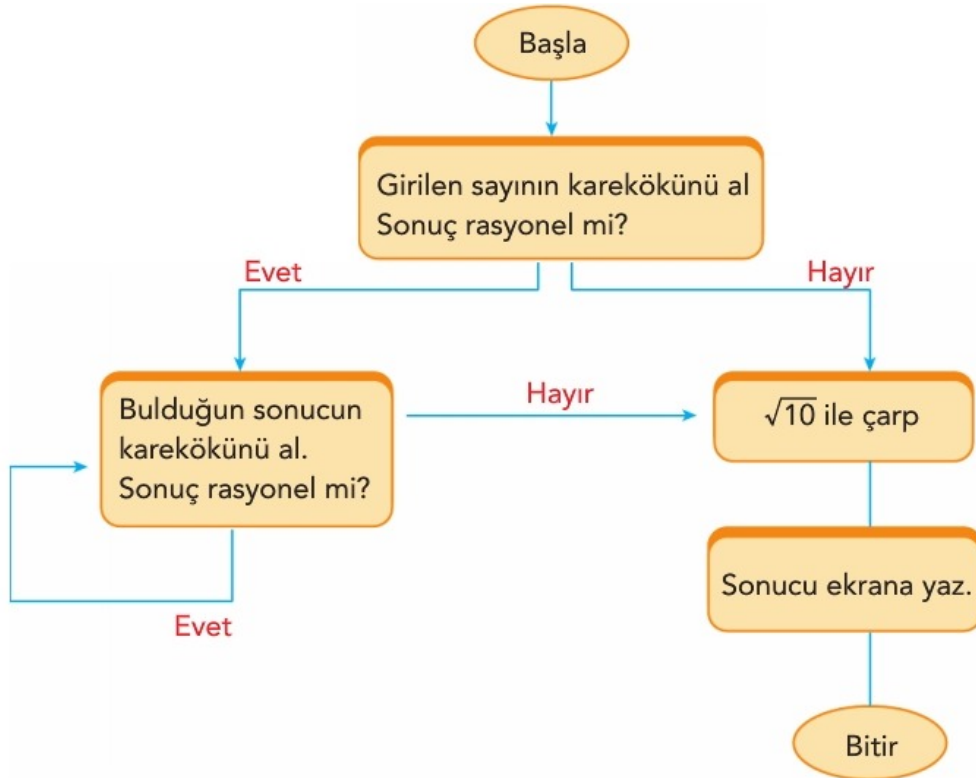 Başla
Girilen sayının karekökünü al
Sonuç rasyonel mi?
Evet
Hayır
Bulduğun sonucun
karekökünü al.
Sonuç rasyonel mi?
Hayır
√10 ile çarp
Evet
Sonucu ekrana yaz.
Bitir